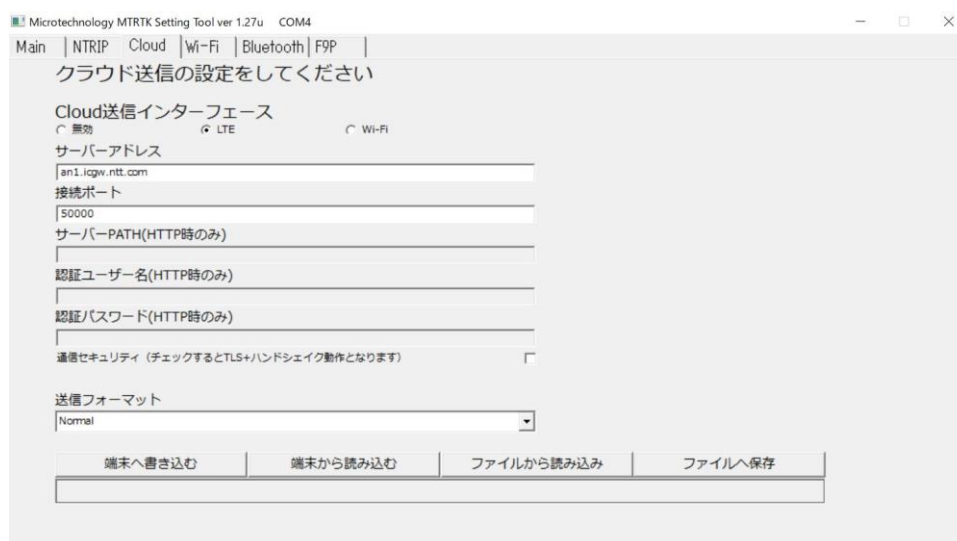 Microtechnology MTRTK Setting Tool ver 1.27u COM4
Main NTRIP Cloud Wi-Fi Bluetooth F9P
クラウド送信の設定をしてください
Cloud送信インターフェース
無効 LTE Wi-Fi
サーバーアドレス
an1.icgw.ntt.com
接続ポート
50000
サーバーPATH(HTTP時のみ)
認証ユーザー名(HTTP時のみ)
認証パスワード(HTTP時のみ)
通信セキュリティ（チェックするとTLS+ハンドシェイク動作となります）
送信フォーマット
Normal
端末へ書き込む 端末から読み込む ファイルから読み込み ファイルへ保存